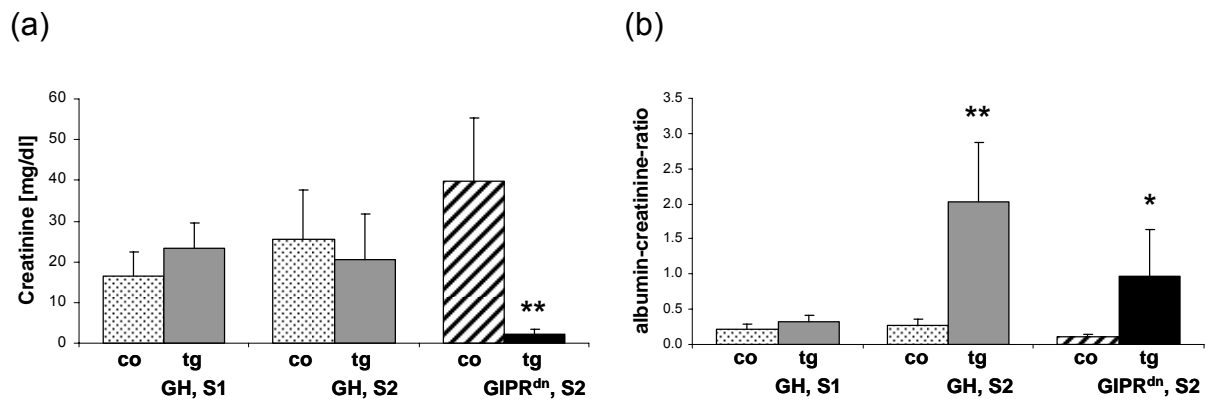 (a)
Creatinine [mg/dl]
60
50
40
30
20
10
0
**
co tg co tg co tg
GH, S1 GH, S2 GIPRdn, S2
(b)
albumin-creatinine-ratio
3.5
3.0
2.5
2.0
1.5
1.0
0.5
0.0
**
*
co tg co tg co tg
GH, S1 GH, S2 GIPRdn, S2